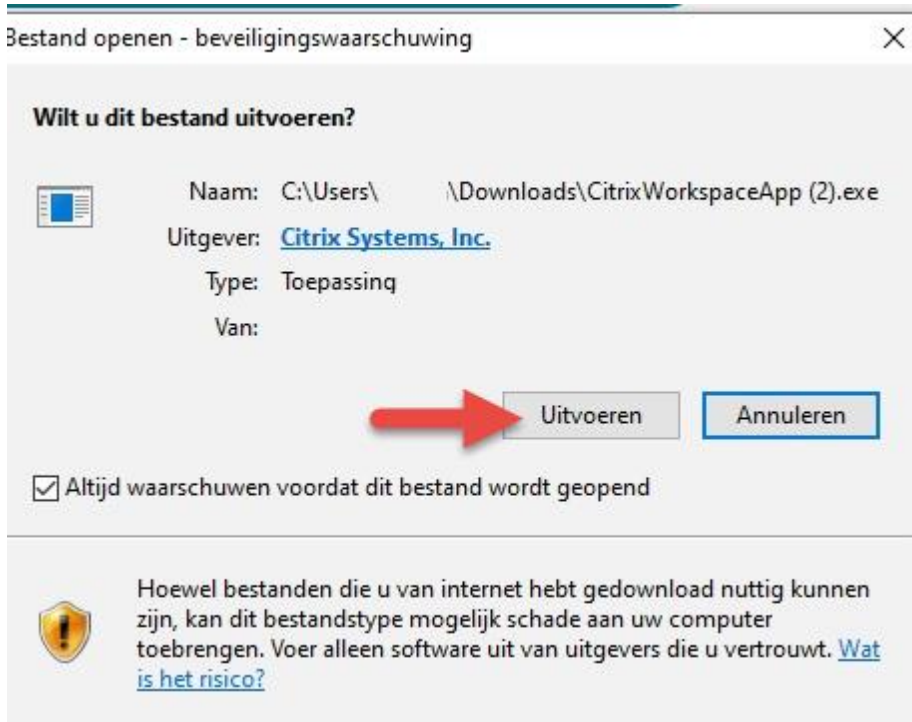 Bestand openen - beveiligingswaarschuwing
Wilt u dit bestand uitvoeren?
Naam: C:\Users\ \Downloads\CitrixWorkspaceApp (2).exe
Uitgever: Citrix Systems, Inc.
Type: Toepassing
Van:
Uitvoeren Annuleren
Altijd waarschuwen voordat dit bestand wordt geopend
Hoewel bestanden die u van internet hebt gedownload nuttig kunnen
zijn, kan dit bestandstype mogelijk schade aan uw computer
toebrengen. Voer alleen software uit van uitgevers die u vertrouwt. Wat
is het risico?